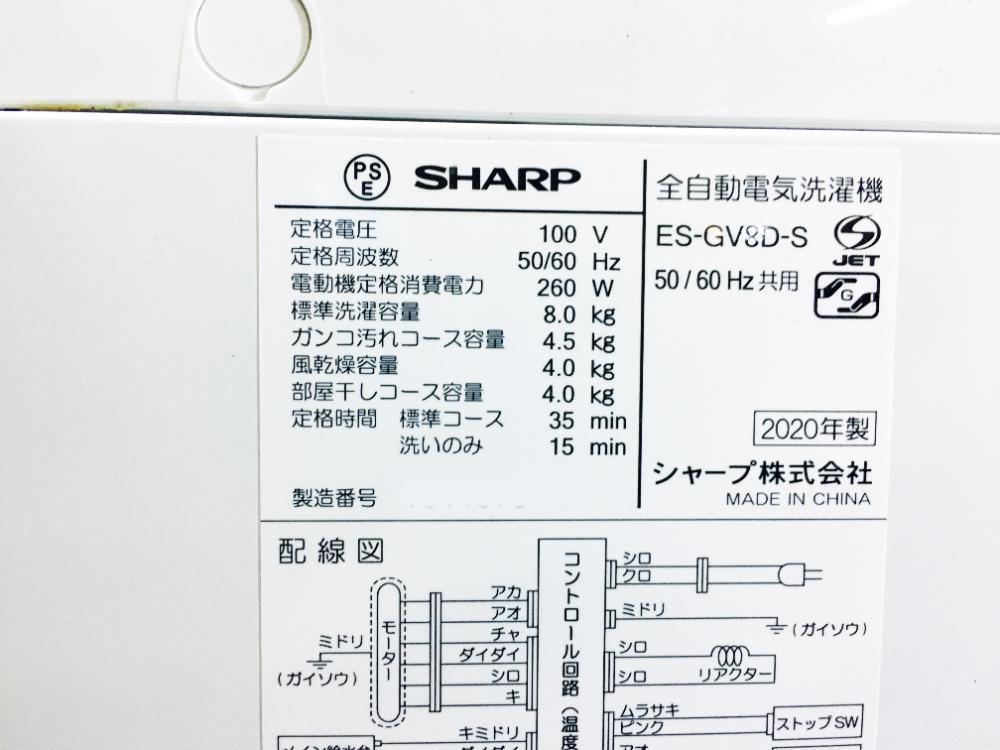 PS
E
SHARP
定格電圧 100 V
定格周波数 50/60 Hz
電動機定格消費電力 260 W
標準洗濯容量 8.0 kg
ガンコ汚れコース容量 4.5 kg
風乾燥容量 4.0 kg
部屋干しコース容量 4.0 kg
定格時間 標準コース 35 min
洗いのみ 15 min
製造番号
全自動電気洗濯機
ES-GV8D-S
JET
50/60 Hz 共用
G
2020年製
シャープ株式会社
MADE IN CHINA
配線図
モーター
ミドリ
(ガイソウ)
アカ
アオ
チャ
ダイダイ
シロ
キ
キミドリ
コントロール回路(温度
シロ
クロ
ミドリ
(ガイソウ)
シロ
シロ
リアクター
ムラサキ
ピンク
ストップSW